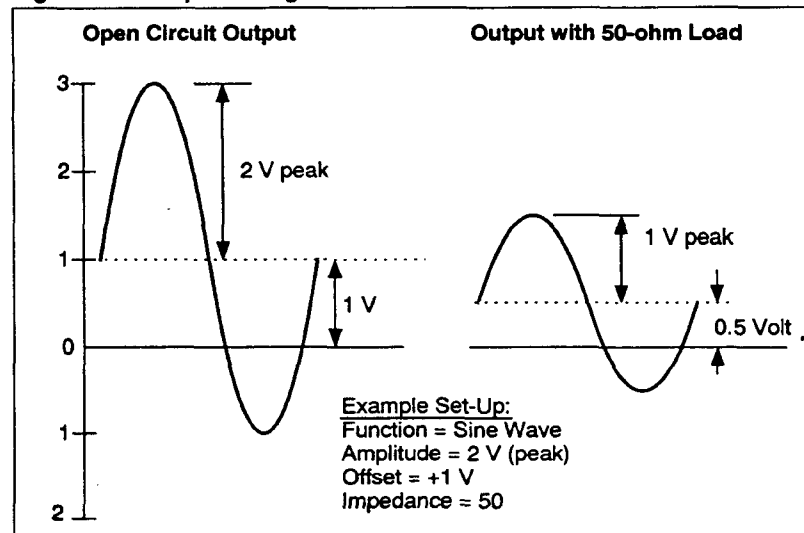 Open Circuit Output
Output with 50-ohm Load
3
2 V peak
2
1 V peak
1
1 V
0.5 Volt
0
Example Set-Up:
Function = Sine Wave
1
Amplitude = 2 V (peak)
Offset = +1 V
Impedance = 50
2